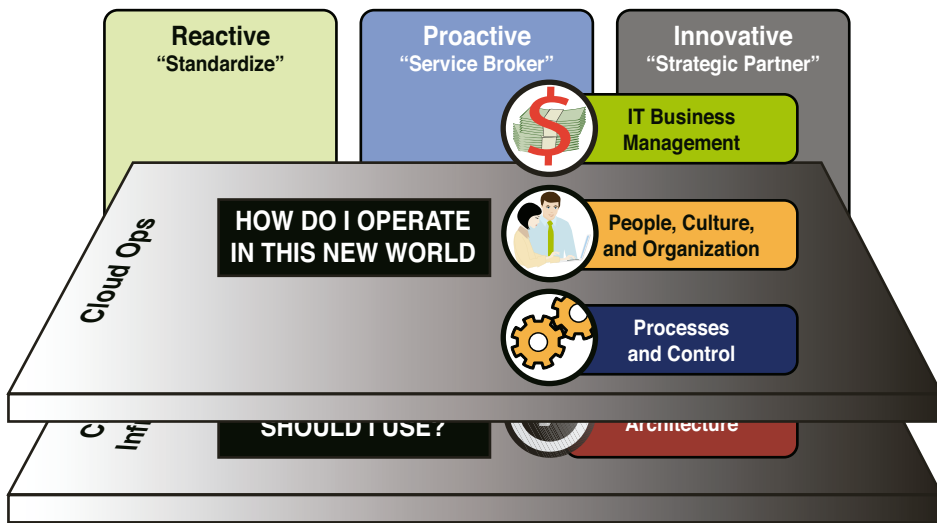 Reactive
“Standardize”
Proactive
“Service Broker”
Innovative
“Strategic Partner”
IT Business
Management
Cloud Ops
HOW DO I OPERATE
IN THIS NEW WORLD
People, Culture,
and Organization
Processes
and Control
SHOULD I USE?
Architecture